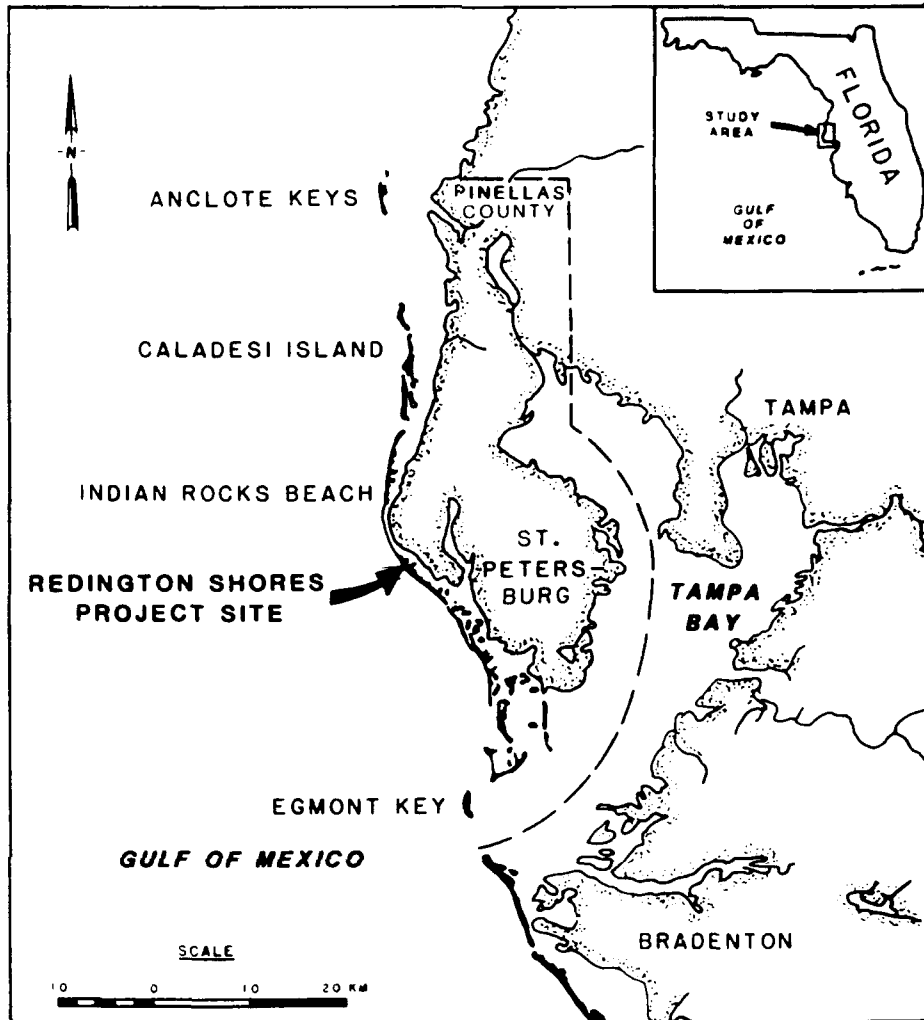 FLORIDA
STUDY
AREA
GULF
OF
MEXICO
-N-
ANCLOTE KEYS
PINELLAS
COUNTY
CALADESI ISLAND
TAMPA
INDIAN ROCKS BEACH
ST.
PETERS-
BURG
REDINGTON SHORES
PROJECT SITE
TAMPA
BAY
EGMONT KEY
GULF OF MEXICO
BRADENTON
SCALE
10 0 10 20 KM